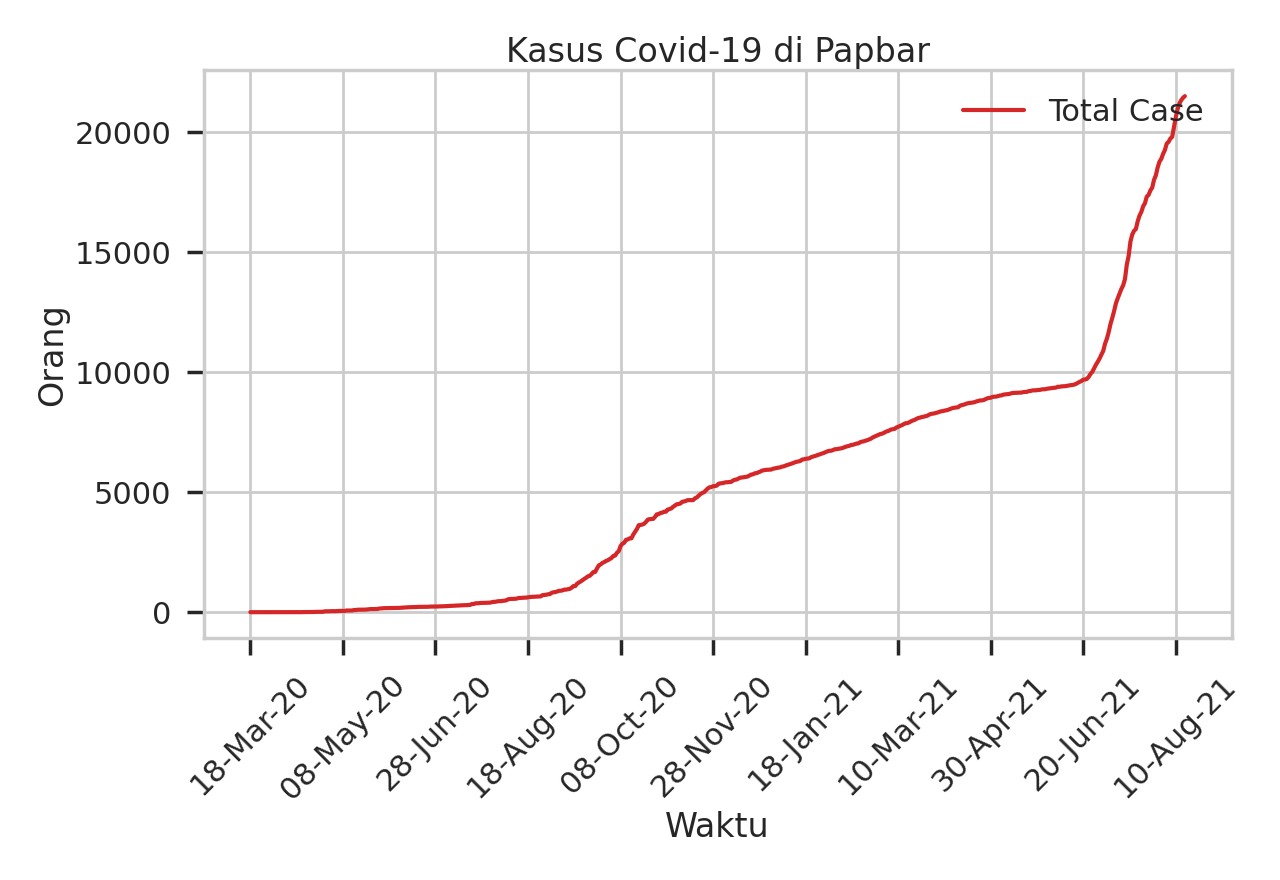 Kasus Covid-19 di Papbar
Total Case
Orang
20000
15000
10000
5000
0
18-Mar-20
08-May-20
28-Jun-20
18-Aug-20
08-Oct-20
28-Nov-20
18-Jan-21
10-Mar-21
30-Apr-21
20-Jun-21
10-Aug-21
Waktu